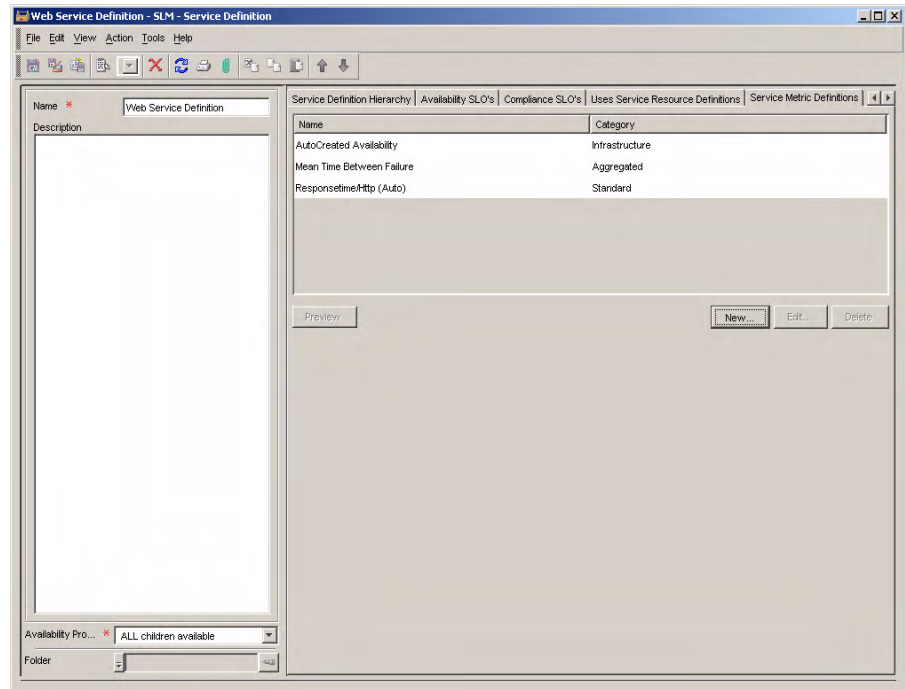 Web Service Definition - SLM - Service Definition
File Edit View Action Tools Help
Name * Web Service Definition
Description
Service Definition Hierarchy Availability SLO's Compliance SLO's Uses Service Resource Definitions Service Metric Definitions
Name Category
AutoCreated Availability Infrastructure
Mean Time Between Failure Aggregated
Responsetime/Http (Auto) Standard
Preview New... Edit... Delete
Availability Pro... * ALL children available
Folder